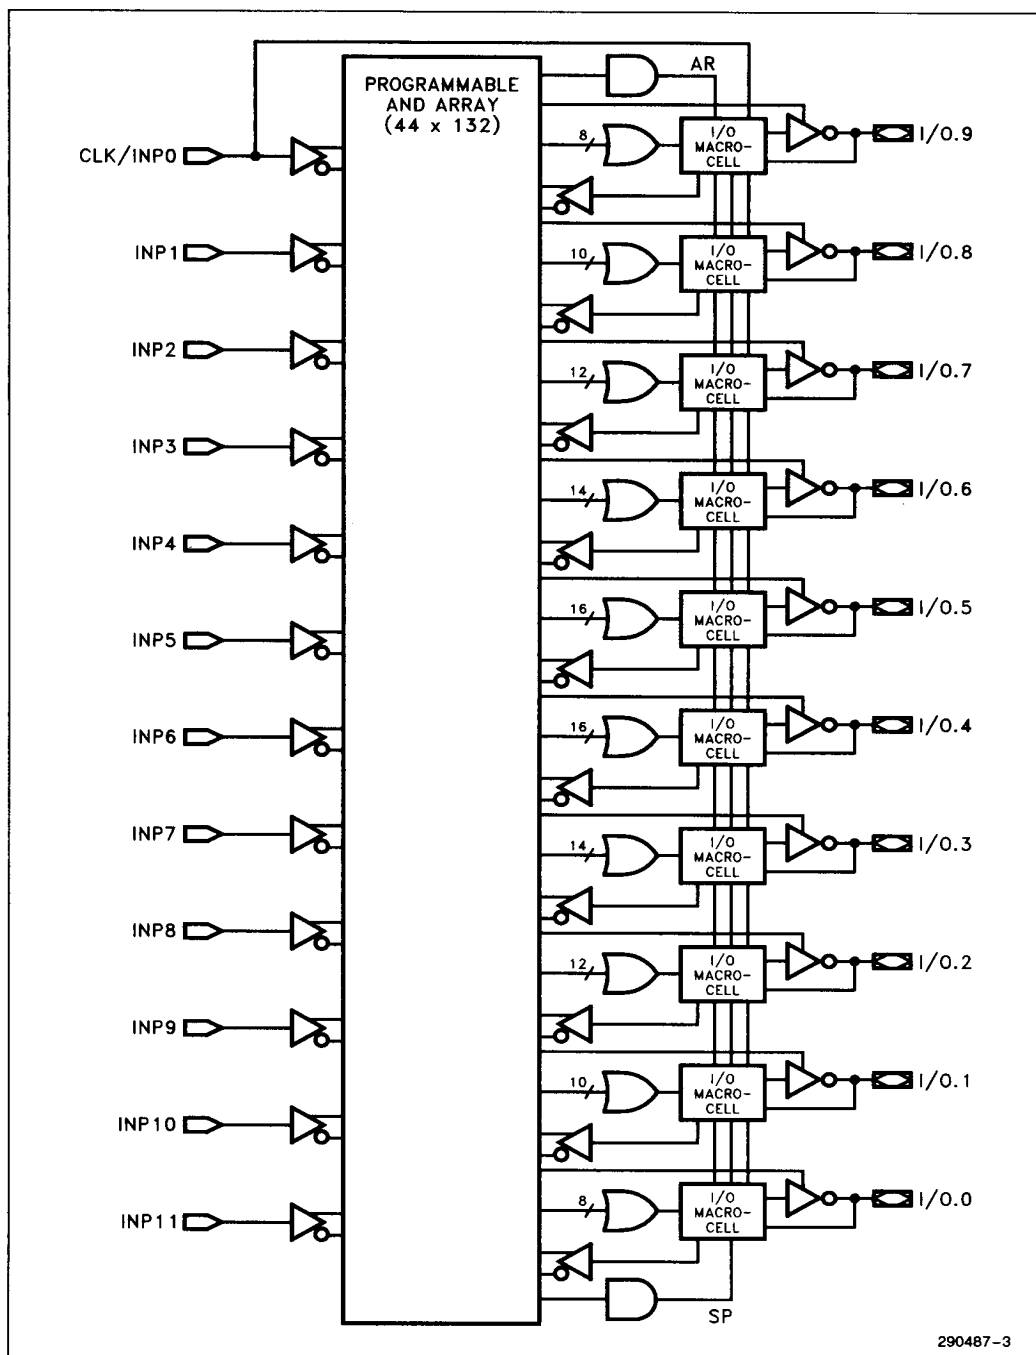 PROGRAMMABLE
AND ARRAY
(44 x 132)
AR
CLK/INP0
INP1
INP2
INP3
INP4
INP5
INP6
INP7
INP8
INP9
INP10
INP11
8
I/O
MACRO-
CELL
I/O.9
10
I/O
MACRO-
CELL
I/O.8
12
I/O
MACRO-
CELL
I/O.7
14
I/O
MACRO-
CELL
I/O.6
16
I/O
MACRO-
CELL
I/O.5
16
I/O
MACRO-
CELL
I/O.4
14
I/O
MACRO-
CELL
I/O.3
12
I/O
MACRO-
CELL
I/O.2
10
I/O
MACRO-
CELL
I/O.1
8
I/O
MACRO-
CELL
I/O.0
SP
290487-3